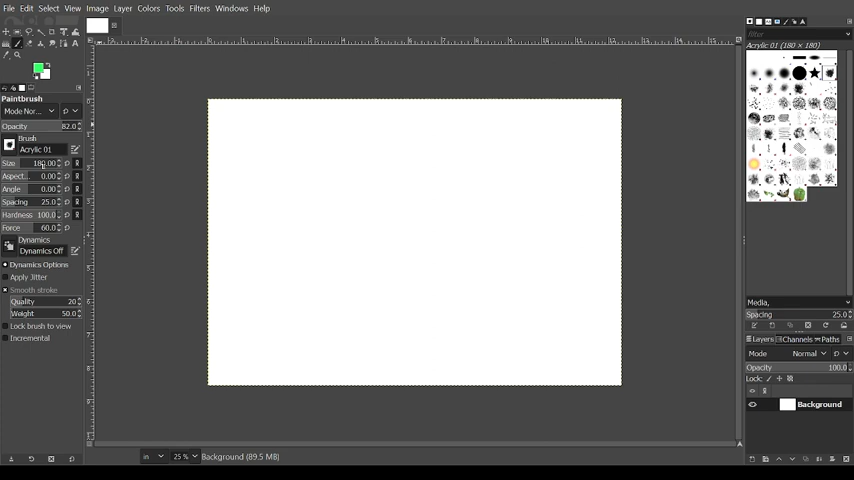 File Edit Select View Image Layer Colors Tools Filters Windows Help
filter
Acrylic 01 (180 × 180)
Paintbrush
Mode Nor...
Opacity 82.0
Brush
Acrylic 01
Size 180.00
Aspect... 0.00
Angle 0.00
Spacing 25.0
Hardness 100.0
Force 60.0
Dynamics
Dynamics Off
Dynamics Options
Apply Jitter
Smooth stroke
Quality 20
Weight 50.0
Lock brush to view
Incremental
Media,
Spacing 25.0
Layers Channels Paths
Mode Normal
Opacity 100.0
Lock:
Background
in 25 % Background (89.5 MB)